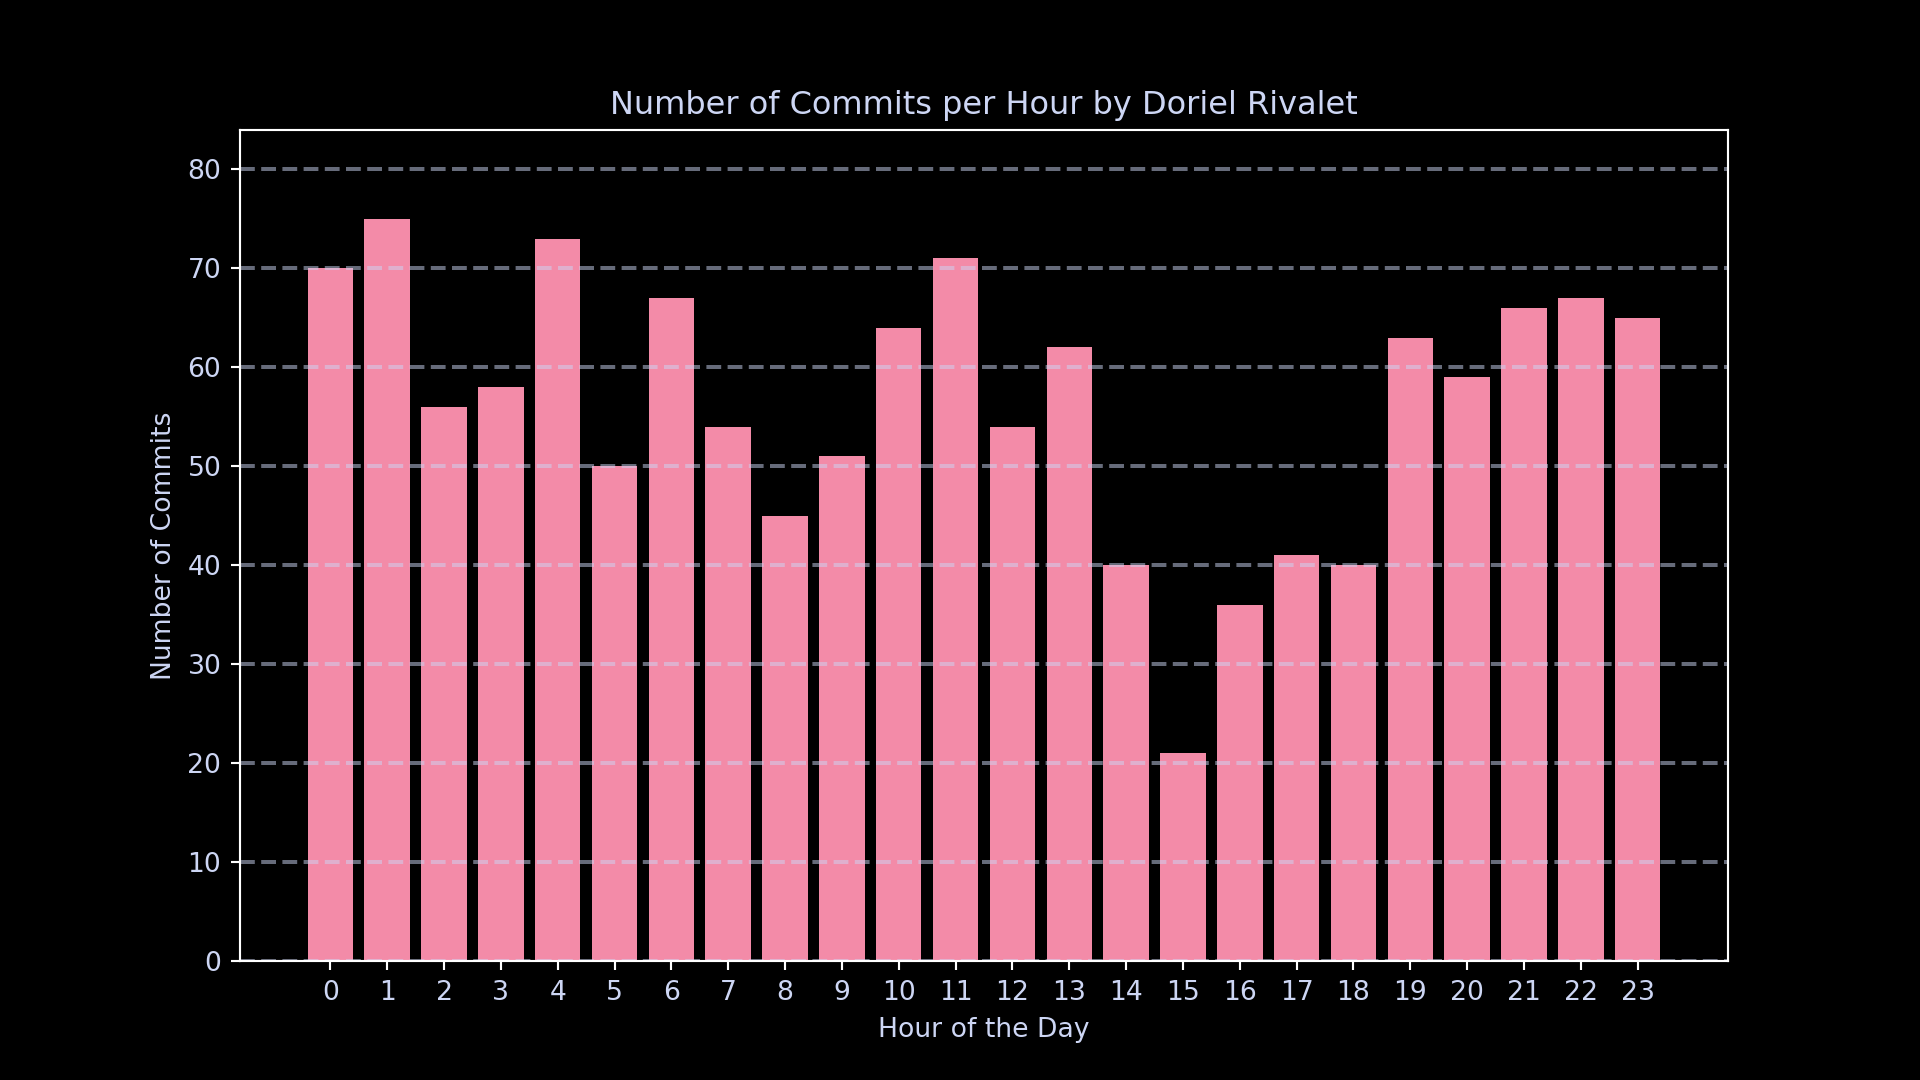 Number of Commits per Hour by Doriel Rivalet
80
70
60
50
40
30
20
10
0
Number of Commits
0 1 2 3 4 5 6 7 8 9 10 11 12 13 14 15 16 17 18 19 20 21 22 23
Hour of the Day